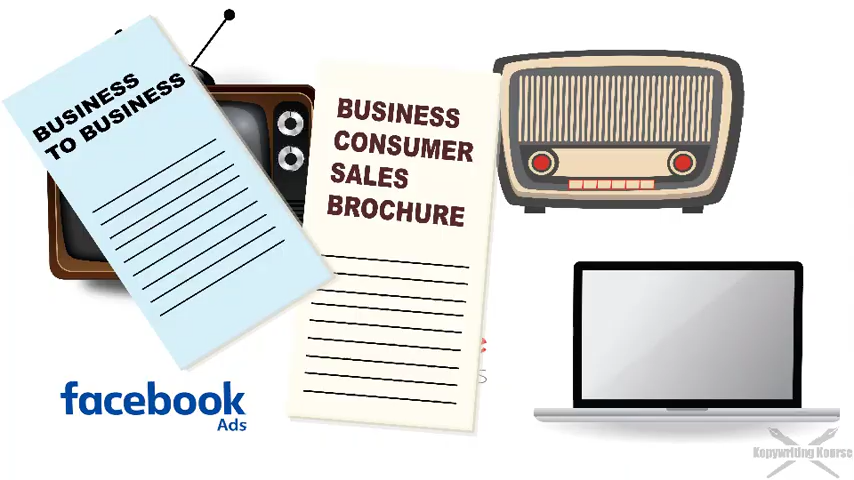 BUSINESS
TO BUSINESS
BUSINESS
CONSUMER
SALES
BROCHURE
facebook
Ads
Kopywriting Kourse